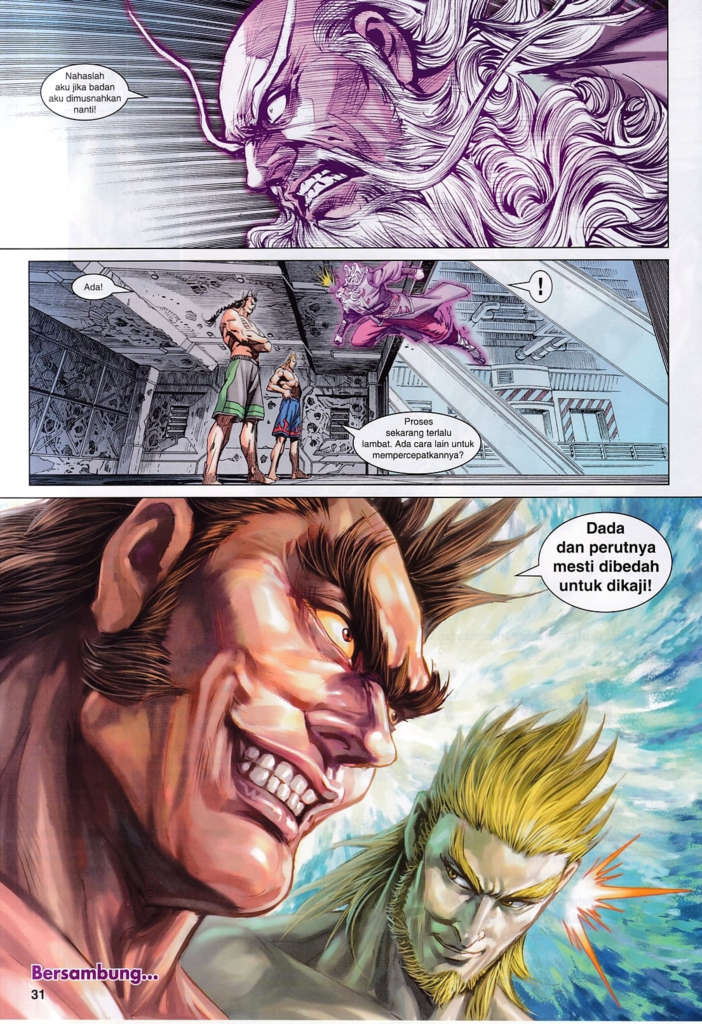 Nahaslah
aku jika badan
aku dimusnahkan
nanti!
Ada!
!
Proses
sekarang terlalu
lambat. Ada cara lain untuk
mempercepatkannya?
Dada
dan perutnya
mesti dibedah
untuk dikaji!
Bersambung...
31